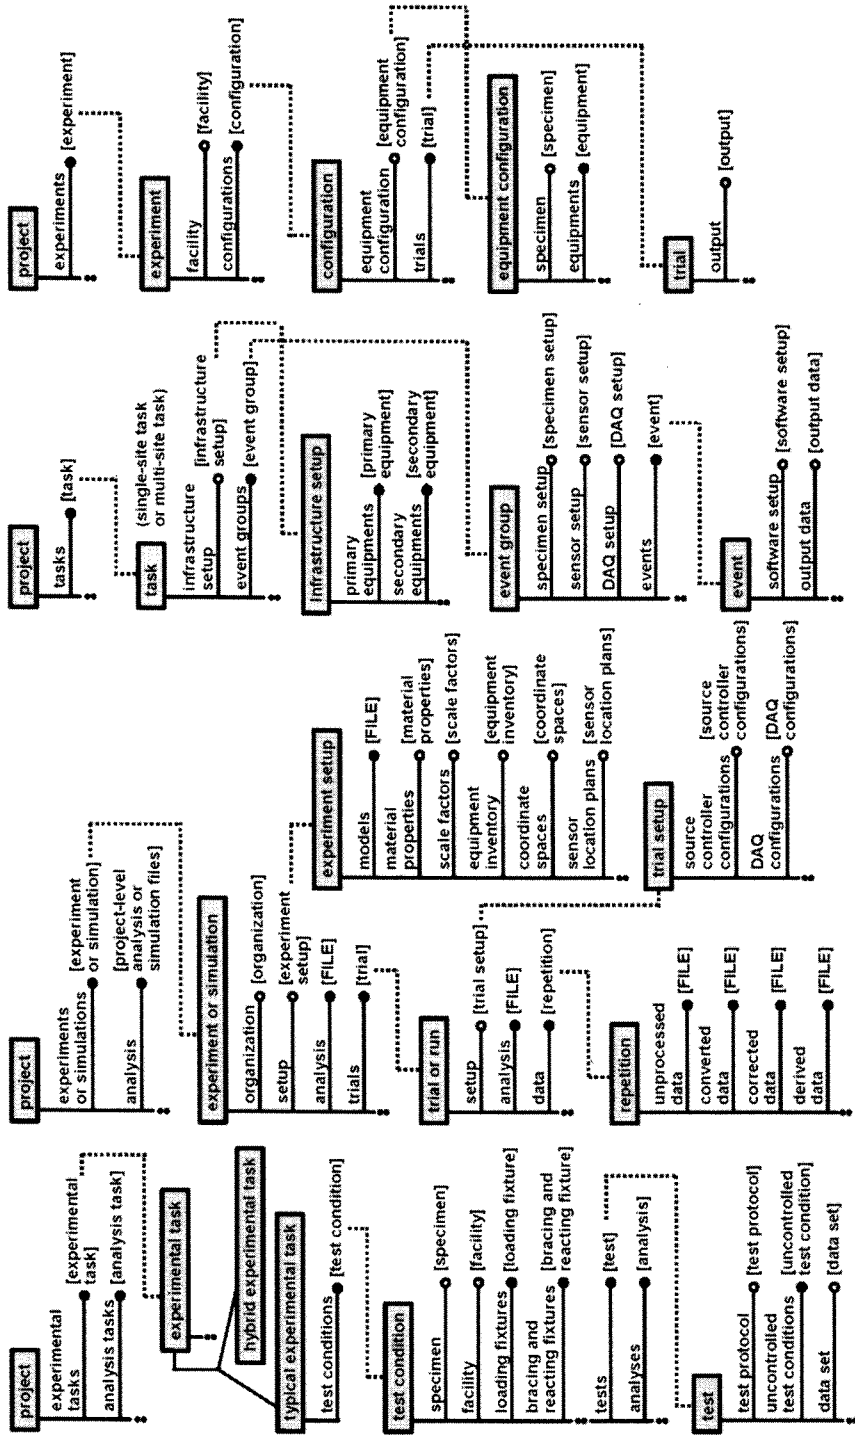 project
experimental
tasks
[experimental
task]
analysis tasks
[analysis task]
experimental task
hybrid experimental task
typical experimental task
test conditions
[test condition]
test condition
specimen
[specimen]
facility
[facility]
loading fixtures
[loading fixture]
bracing and
reacting fixtures
[bracing and
reacting fixture]
tests
[test]
analyses
[analysis]
test
test protocol
[test protocol]
uncontrolled
test conditions
[uncontrolled
test condition]
data set
[data set]
project
experiments
or simulations
[experiment
or simulation]
analysis
[project-level
analysis or
simulation files]
experiment or simulation
organization
[organization]
setup
[experiment
setup]
analysis
[FILE]
trials
[trial]
trial or run
setup
[trial setup]
analysis
[FILE]
data
[repetition]
repetition
unprocessed
data
[FILE]
converted
data
[FILE]
corrected
data
[FILE]
derived
data
[FILE]
experiment setup
models
[FILE]
material
properties
[material
properties]
scale factors
[scale factors]
equipment
inventory
[equipment
inventory]
coordinate
spaces
[coordinate
spaces]
sensor
location plans
[sensor
location plans]
trial setup
source
controller
configurations
[source
controller
configurations]
DAQ
configurations
[DAQ
configurations]
project
tasks
[task]
task
(single-site task
or multi-site task)
infrastructure
setup
[infrastructure
setup]
event groups
[event group]
Infrastructure setup
primary
equipments
[primary
equipment]
secondary
equipments
[secondary
equipment]
event group
specimen setup
[specimen setup]
sensor setup
[sensor setup]
DAQ setup
[DAQ setup]
events
[event]
event
software setup
[software setup]
output data
[output data]
project
experiments
[experiment]
experiment
facility
[facility]
configurations
[configuration]
configuration
equipment
configuration
[equipment
configuration]
trials
[trial]
equipment configuration
specimen
[specimen]
equipments
[equipment]
trial
output
[output]